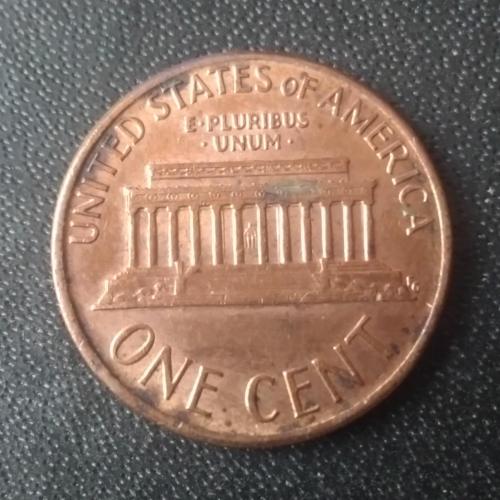 UNITED STATES OF AMERICA
E·PLURIBUS
·UNUM·
ONE CENT